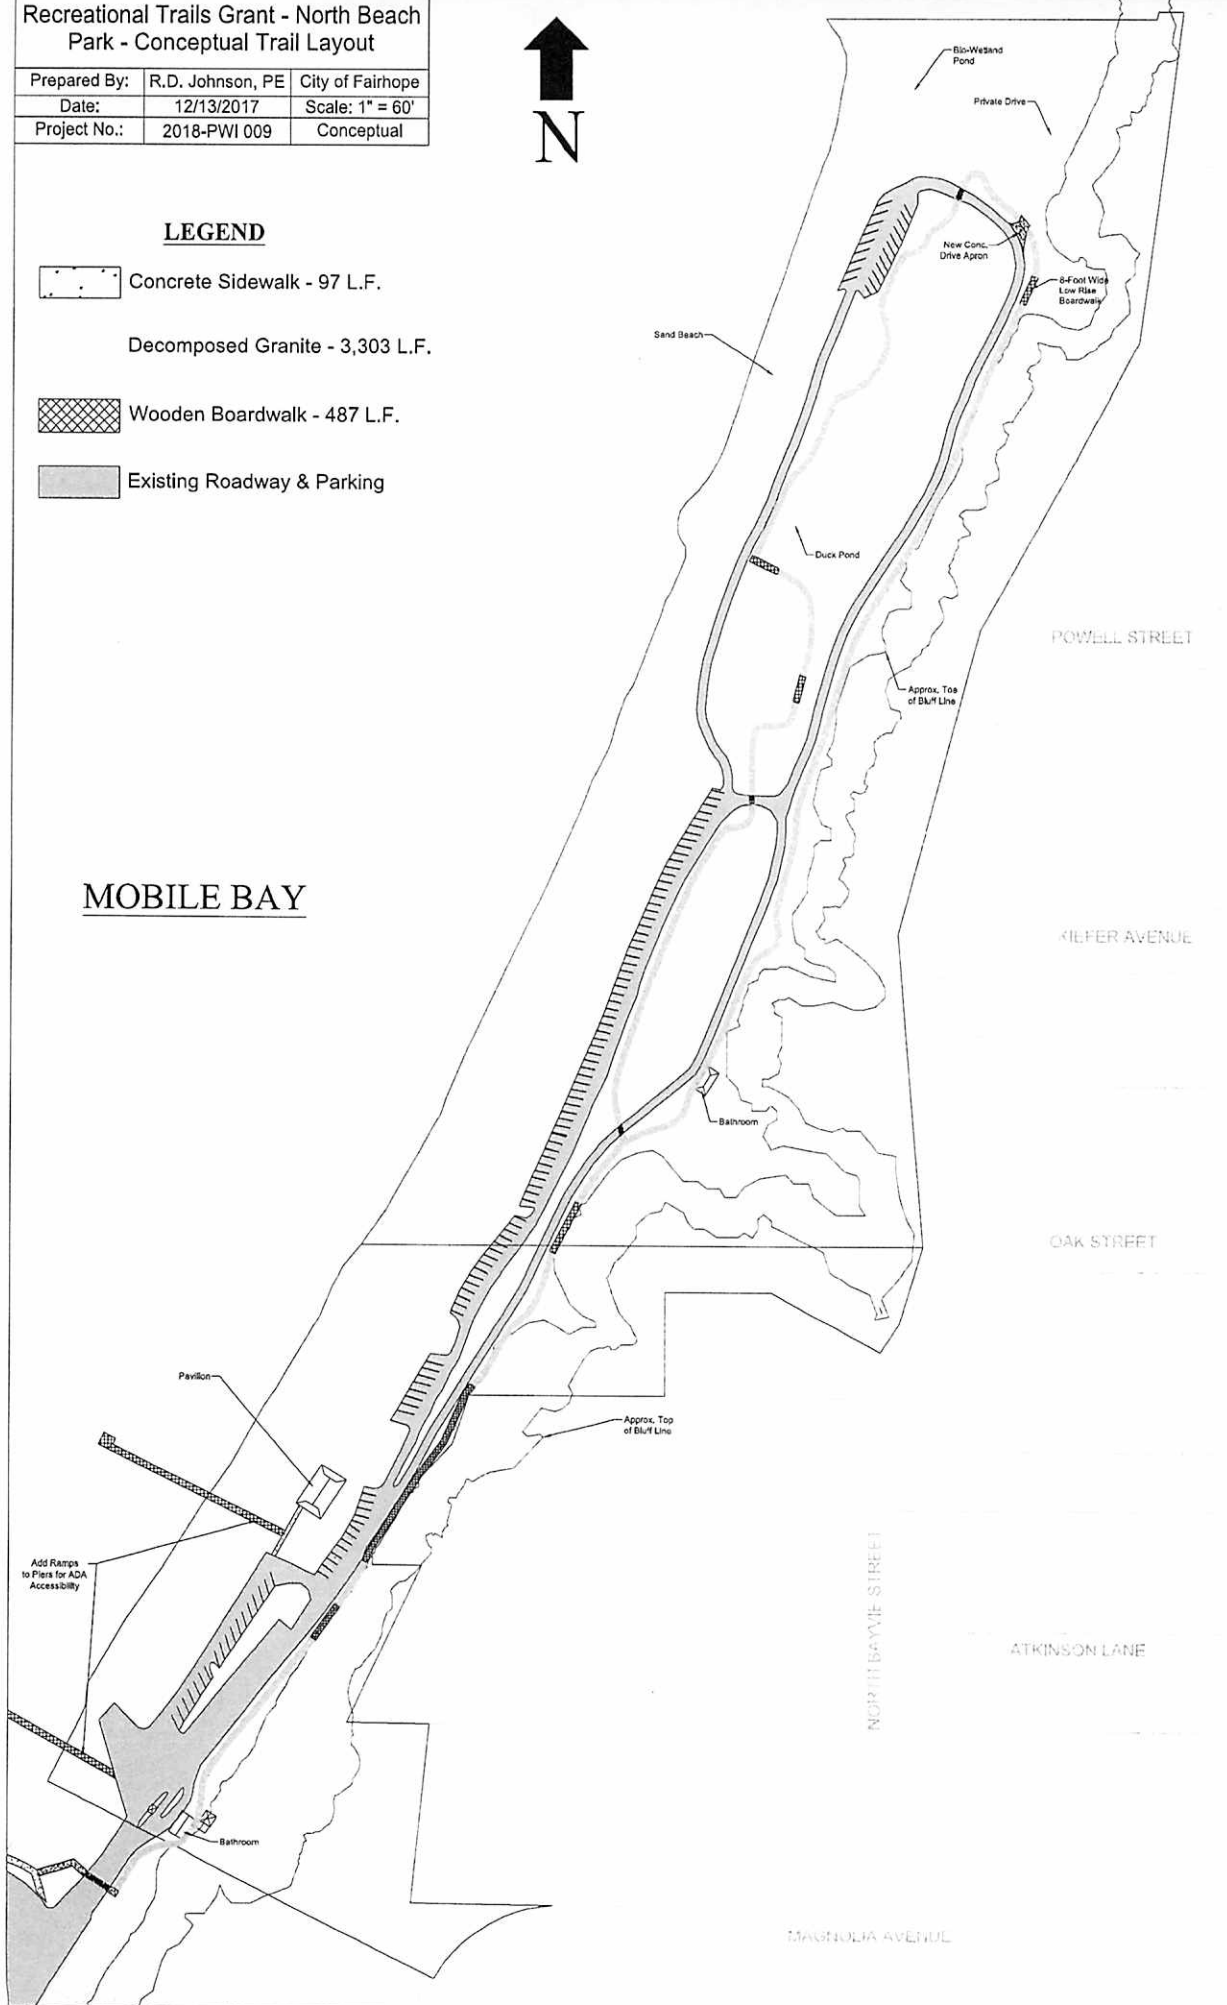 Recreational Trails Grant - North Beach
Park - Conceptual Trail Layout
Prepared By: R.D. Johnson, PE City of Fairhope
Date: 12/13/2017 Scale: 1" = 60'
Project No.: 2018-PWI 009 Conceptual
N
LEGEND
Concrete Sidewalk - 97 L.F.
Decomposed Granite - 3,303 L.F.
Wooden Boardwalk - 487 L.F.
Existing Roadway & Parking
Bio-Wetland
Pond
Private Drive
New Conc.
Drive Apron
8-Foot Wide
Low Rise
Boardwalk
Sand Beach
Duck Pond
POWELL STREET
Approx. Toe
of Bluff Line
MOBILE BAY
KIEFER AVENUE
Bathroom
OAK STREET
Pavilion
Approx. Top
of Bluff Line
Add Ramps
to Piers for ADA
Accessibility
NORTH BAYVIE STREET
ATKINSON LANE
Bathroom
MAGNOLIA AVENUE